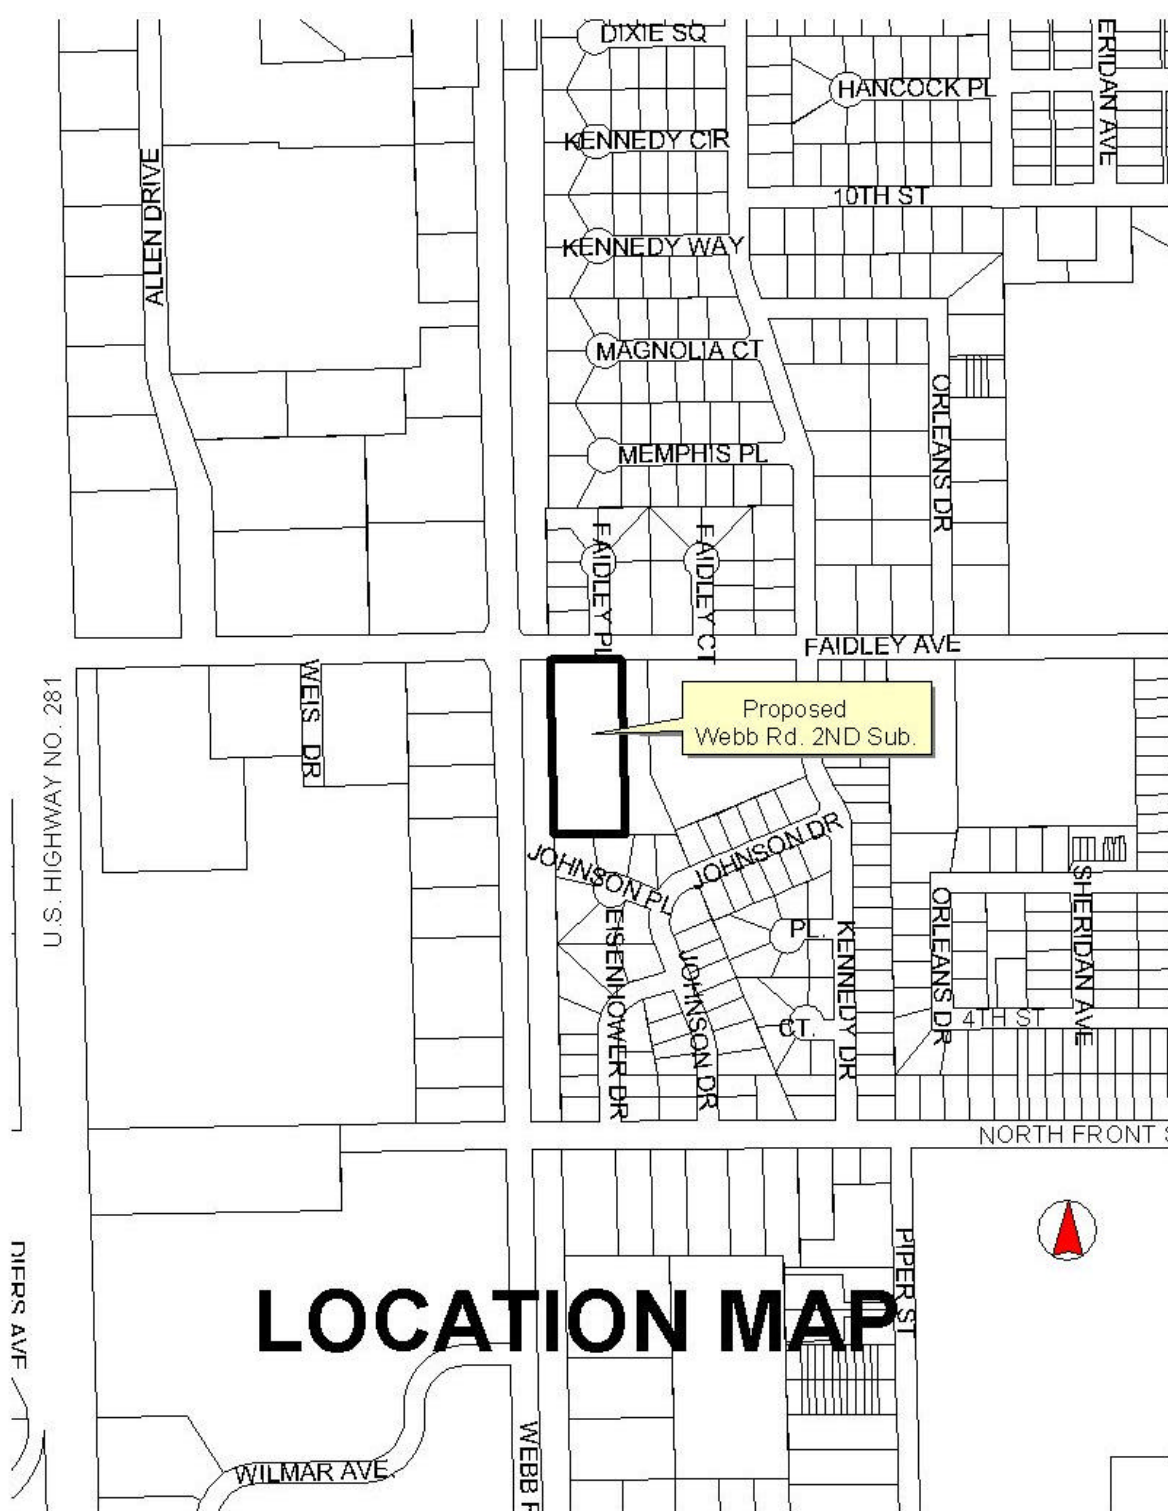 DIXIE SQ
ERIDAN AVE
HANCOCK PL
KENNEDY CIR
ALLEN DRIVE
10TH ST
KENNEDY WAY
MAGNOLIA CT
ORLEANS DR
MEMPHIS PL
FAIDLEY PL
FAIDLEY CT
FAIDLEY AVE
WEIS DR
U.S. HIGHWAY NO. 281
Proposed
Webb Rd. 2ND Sub.
JOHNSON DR
JOHNSON PL
SHERIDAN AVE
ORLEANS DR
EISENHOWER DR
PL.
KENNEDY DR
JOHNSON DR
CT.
4TH ST
NORTH FRONT S
PIPER ST
DIERS AVE
LOCATION MAP
WEBB R
WILMAR AVE.